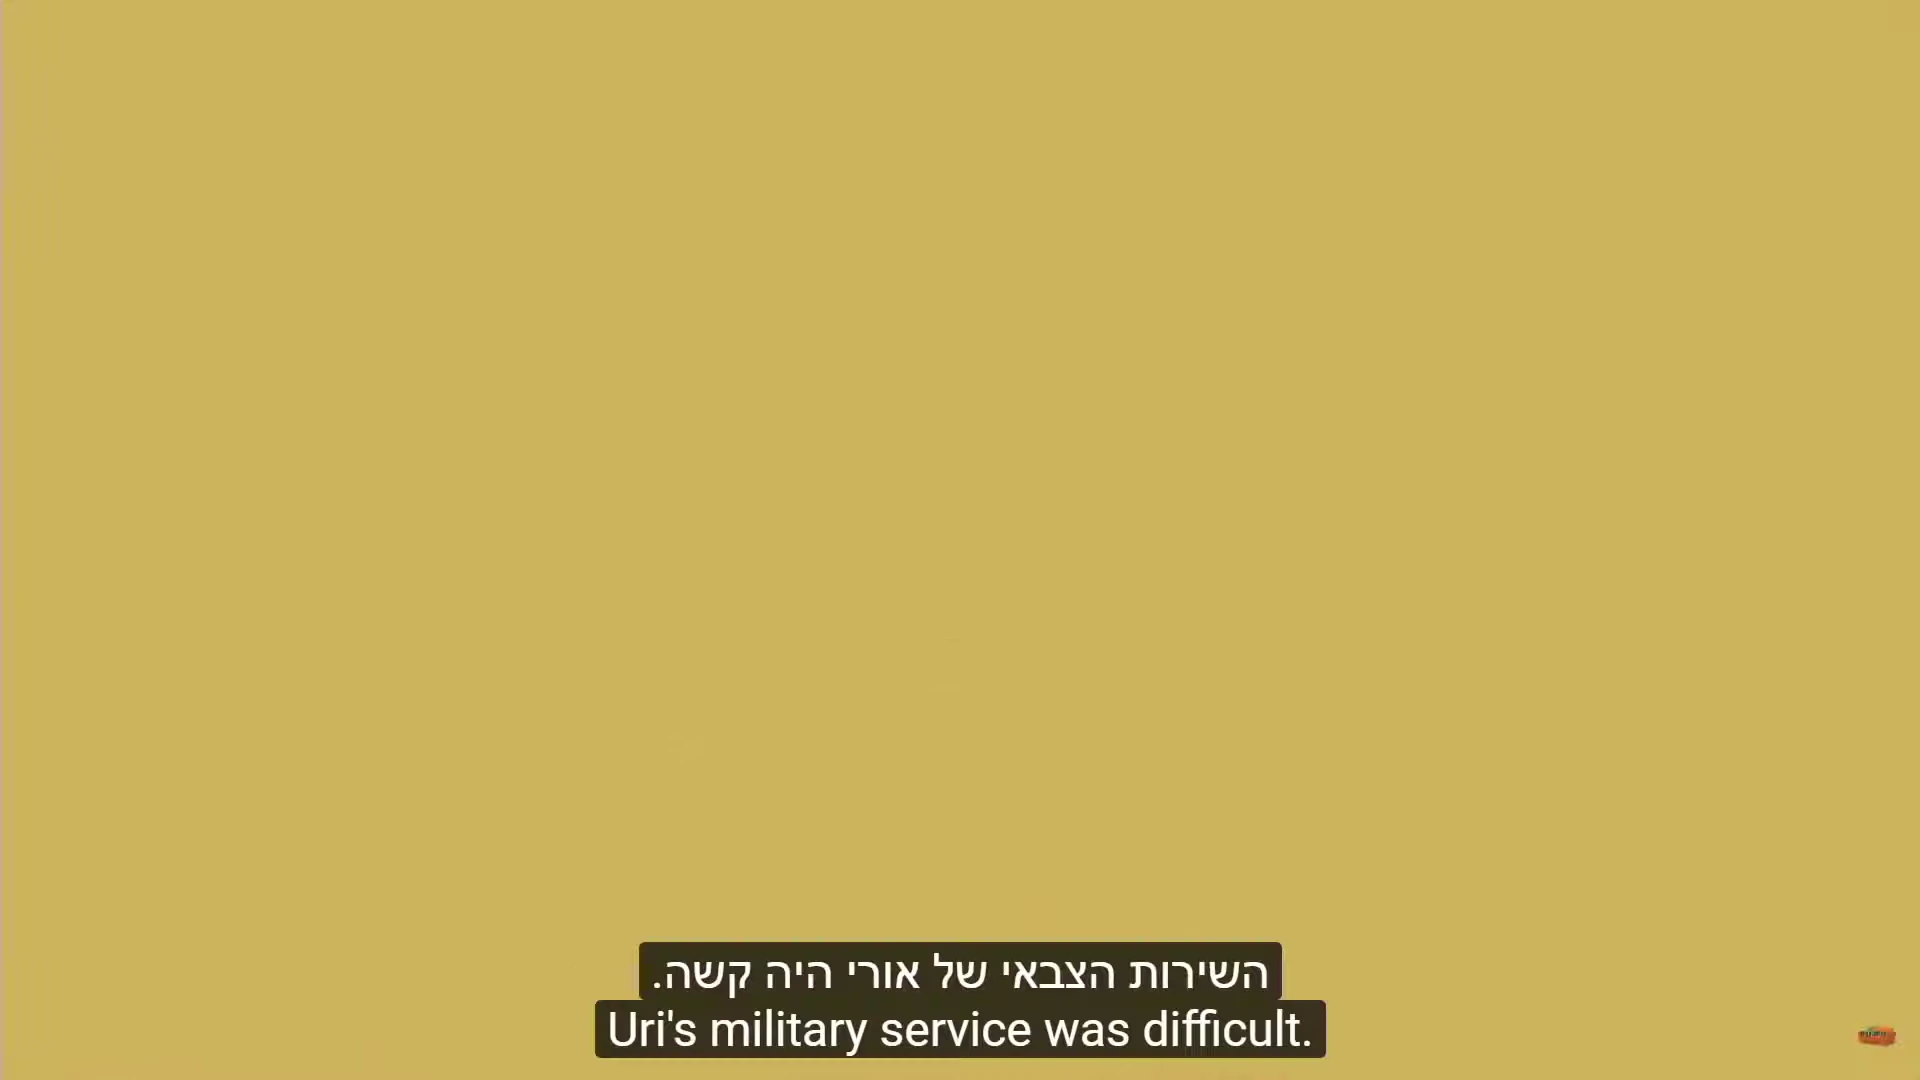 השירות הצבאי של אורי היה קשה.
Uri's military service was difficult.